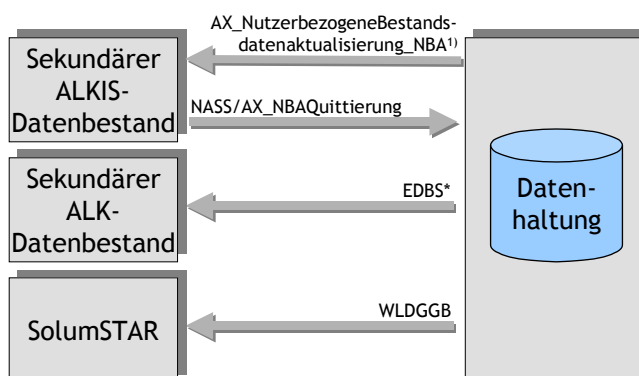 AX_NutzerbezogeneBestands-
datenaktualisierung_NBA¹⁾
Sekundärer
ALKIS-
Datenbestand
NASS/AX_NBAQuittierung
Sekundärer
ALK-
Datenbestand
EDBS*
Daten-
haltung
SolumSTAR
WLDGGB